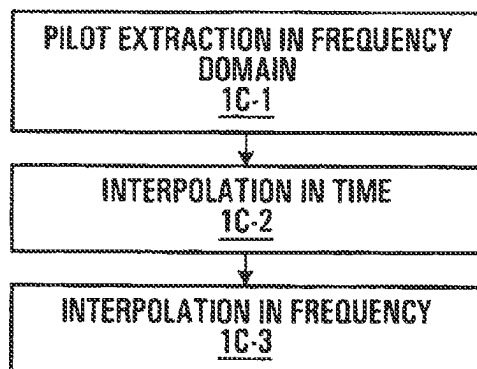 PILOT EXTRACTION IN FREQUENCY
DOMAIN
1C-1
INTERPOLATION IN TIME
1C-2
INTERPOLATION IN FREQUENCY
1C-3